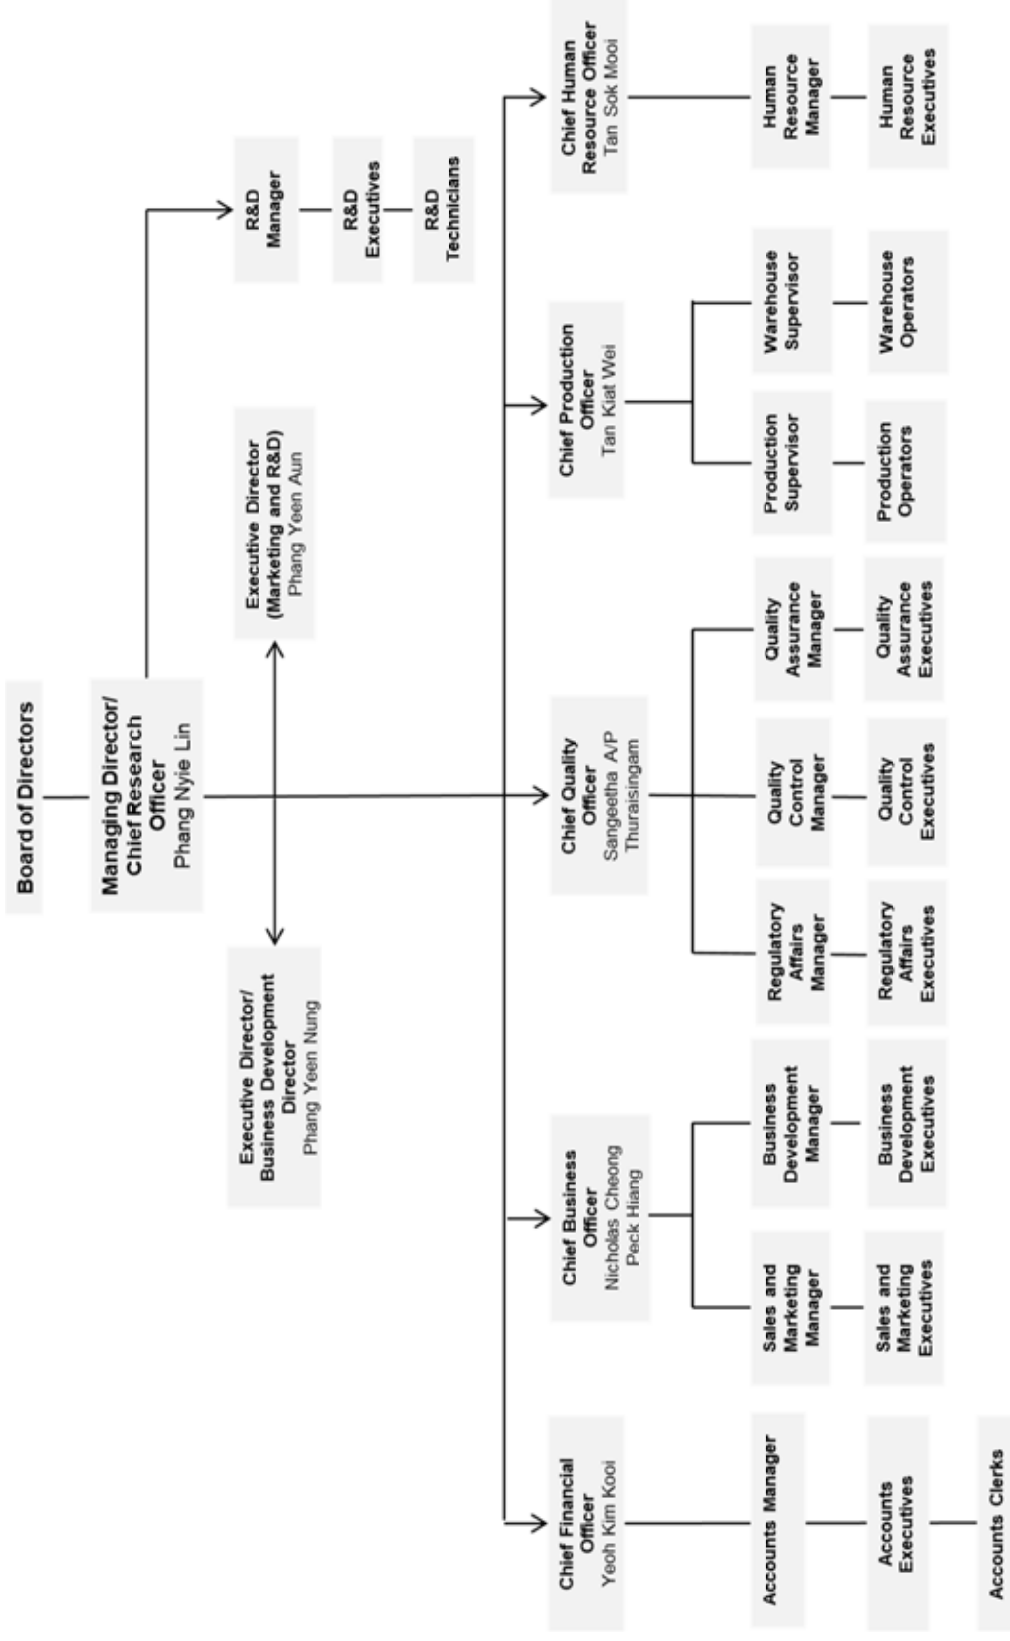 Board of Directors
Managing Director/
Chief Research
Officer
Phang Nyie Lin
Executive Director/
Business Development
Director
Phang Yeen Nung
Executive Director
(Marketing and R&D)
Phang Yeen Aun
R&D
Manager
R&D
Executives
R&D
Technicians
Chief Financial
Officer
Yeoh Kim Kooi
Chief Business
Officer
Nicholas Cheong
Peck Hiang
Chief Quality
Officer
Sangeetha A/P
Thuraisingam
Chief Production
Officer
Tan Kiat Wei
Chief Human
Resource Officer
Tan Sok Mooi
Accounts Manager
Sales and
Marketing
Manager
Business
Development
Manager
Regulatory
Affairs
Manager
Quality
Control
Manager
Quality
Assurance
Manager
Production
Supervisor
Warehouse
Supervisor
Human
Resource
Manager
Accounts
Executives
Sales and
Marketing
Executives
Business
Development
Executives
Regulatory
Affairs
Executives
Quality
Control
Executives
Quality
Assurance
Executives
Production
Operators
Warehouse
Operators
Human
Resource
Executives
Accounts Clerks